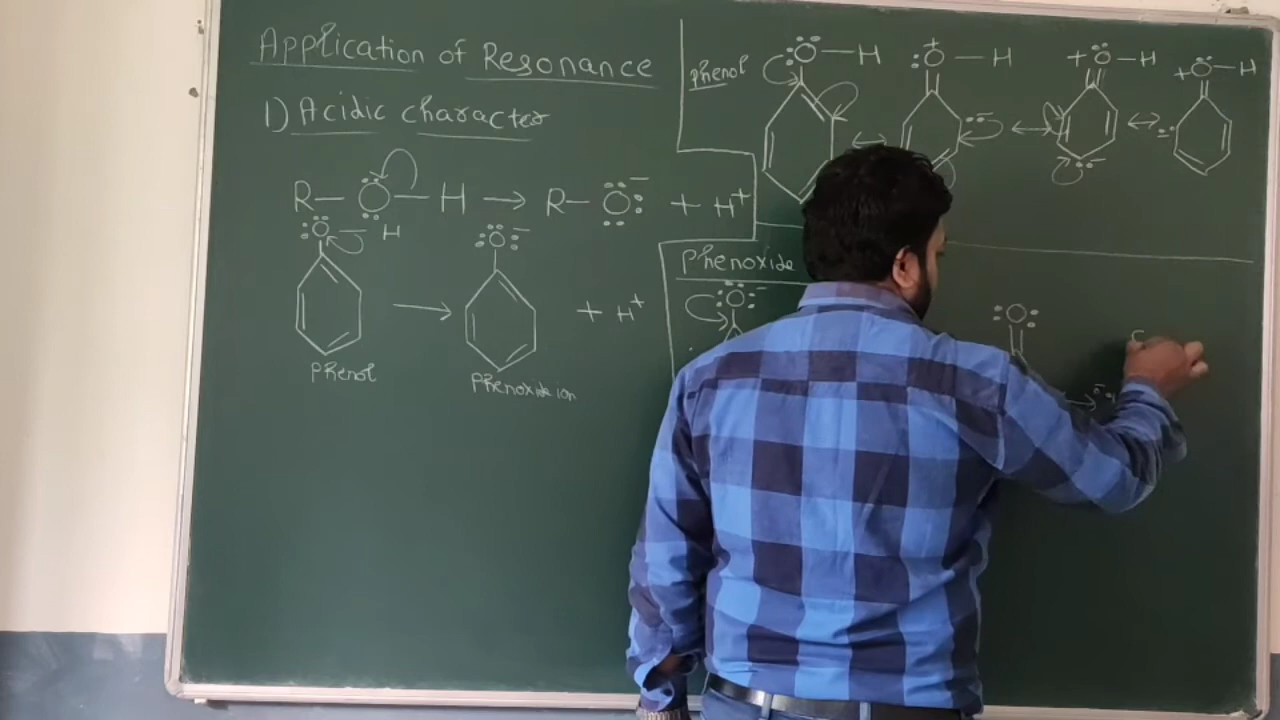 Application of Resonance
1) Acidic character
R–O–H → R–O⁻ + H⁺
O–H
O⁻
→ + H⁺
Phenol
Phenoxide ion
Phenol
O–H ↔ +O–H ↔ +O–H ↔ +O–H
Phenoxide
O⁻
O